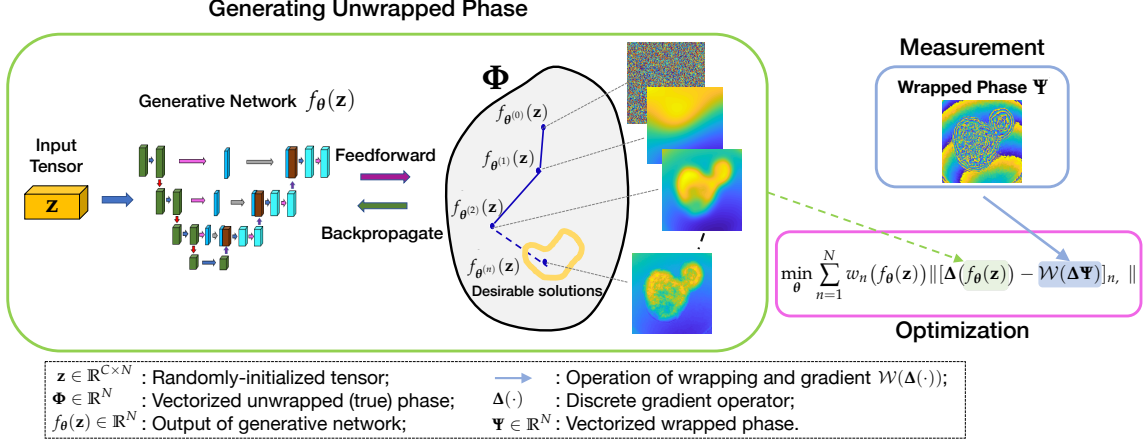 Generating Unwrapped Phase
Measurement
Wrapped Phase Ψ
Generative Network f_θ(z)
Input
Tensor
z
Feedforward
Backpropagate
Φ
f_θ^(0)(z)
f_θ^(1)(z)
f_θ^(2)(z)
f_θ^(n)(z)
Desirable solutions
min_θ ∑_{n=1}^{N} w_n(f_θ(z))‖[Δ(f_θ(z)) − 𝒲(ΔΨ)]_{n,} ‖
Optimization
z ∈ ℝ^{C×N} : Randomly-initialized tensor;
Φ ∈ ℝ^N : Vectorized unwrapped (true) phase;
f_θ(z) ∈ ℝ^N : Output of generative network;
: Operation of wrapping and gradient 𝒲(Δ(·));
Δ(·) : Discrete gradient operator;
Ψ ∈ ℝ^N : Vectorized wrapped phase.